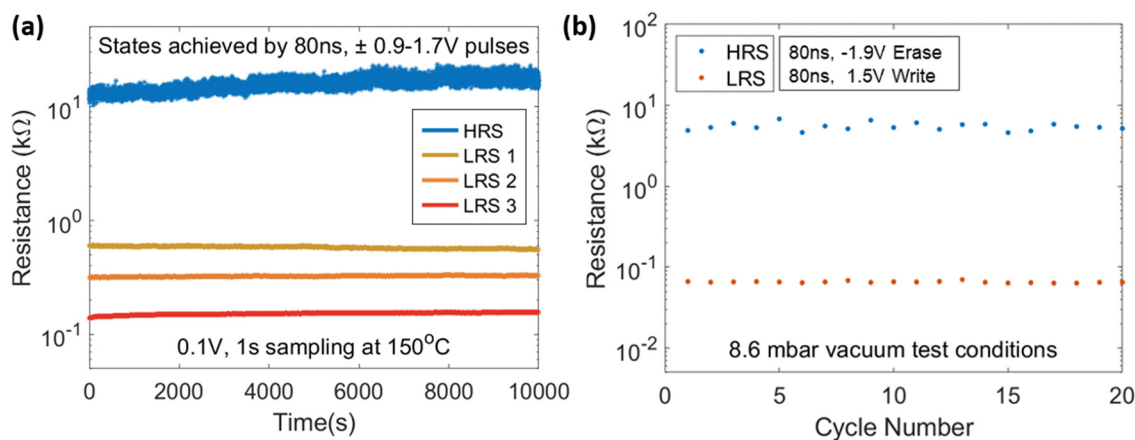 (a)
States achieved by 80ns, ± 0.9-1.7V pulses
Resistance (kΩ)
10^1
10^0
10^-1
HRS
LRS 1
LRS 2
LRS 3
0.1V, 1s sampling at 150°C
0 2000 4000 6000 8000 10000
Time(s)
(b)
HRS
LRS
80ns, -1.9V Erase
80ns, 1.5V Write
Resistance (kΩ)
10^2
10^1
10^0
10^-1
10^-2
8.6 mbar vacuum test conditions
0 5 10 15 20
Cycle Number